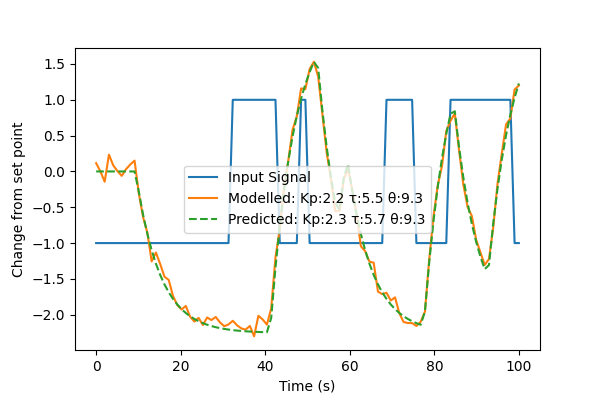 1.5
1.0
0.5
0.0
−0.5
−1.0
−1.5
−2.0
Change from set point
Input Signal
Modelled: Kp:2.2 τ:5.5 θ:9.3
Predicted: Kp:2.3 τ:5.7 θ:9.3
0 20 40 60 80 100
Time (s)